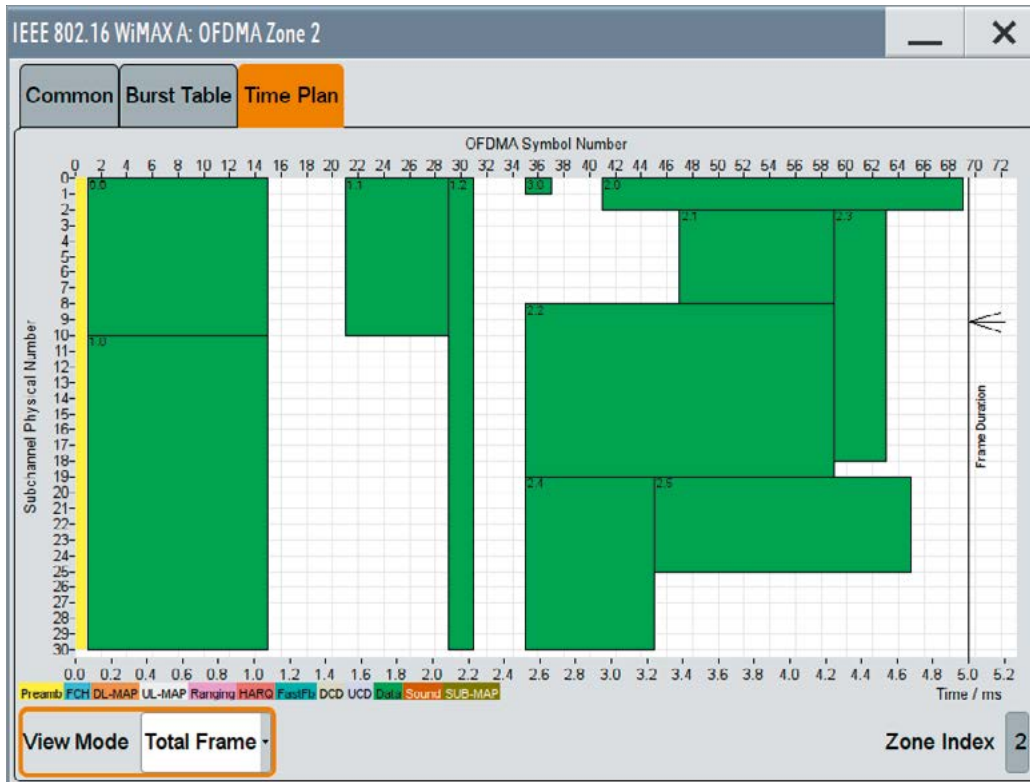 IEEE 802.16 WiMAX A: OFDMA Zone 2
Common Burst Table Time Plan
OFDMA Symbol Number
0 2 4 6 8 10 12 14 16 18 20 22 24 26 28 30 32 34 36 38 40 42 44 46 48 50 52 54 56 58 60 62 64 66 68 70 72
Subchannel Physical Number
0
1
2
3
4
5
6
7
8
9
10
11
12
13
14
15
16
17
18
19
20
21
22
23
24
25
26
27
28
29
30
0.0 1.1 1.2 3.0 2.0
2.1 2.3
2.2
1.0
2.4 2.5
Frame Duration
0.0 0.2 0.4 0.6 0.8 1.0 1.2 1.4 1.6 1.8 2.0 2.2 2.4 2.6 2.8 3.0 3.2 3.4 3.6 3.8 4.0 4.2 4.4 4.6 4.8 5.0 5.2
Preamb FCH DL-MAP UL-MAP Ranging HARQ FastFb DCD UCD Data Sound SUB-MAP
Time / ms
View Mode Total Frame
Zone Index 2